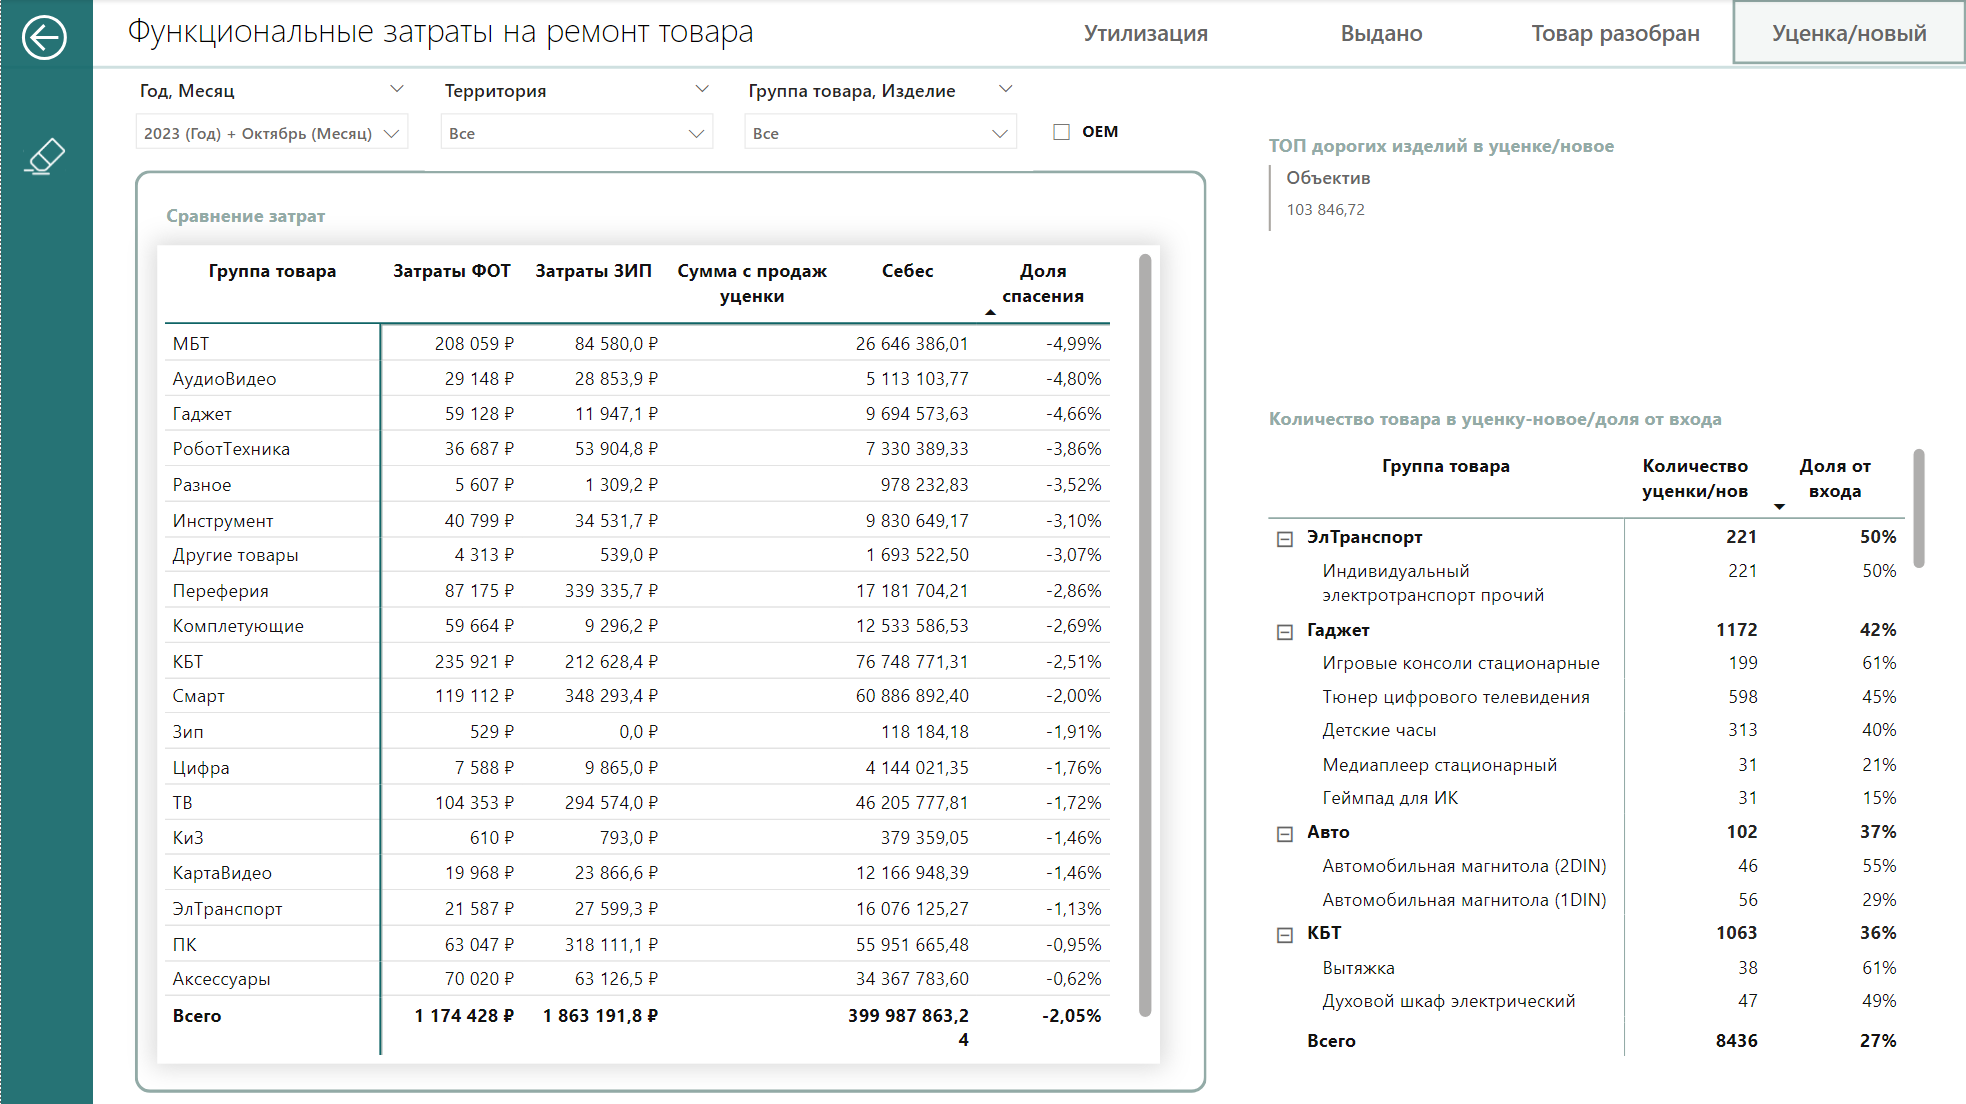 Функциональные затраты на ремонт товара
Утилизация
Выдано
Товар разобран
Уценка/новый
Год, Месяц
Территория
Группа товара, Изделие
2023 (Год) + Октябрь (Месяц)
Все
Все
OEM
Сравнение затрат
Группа товара Затраты ФОТ Затраты ЗИП Сумма с продаж Себес Доля
уценки спасения
МБТ 208 059 ₽ 84 580,0 ₽ 26 646 386,01 -4,99%
АудиоВидео 29 148 ₽ 28 853,9 ₽ 5 113 103,77 -4,80%
Гаджет 59 128 ₽ 11 947,1 ₽ 9 694 573,63 -4,66%
РоботТехника 36 687 ₽ 53 904,8 ₽ 7 330 389,33 -3,86%
Разное 5 607 ₽ 1 309,2 ₽ 978 232,83 -3,52%
Инструмент 40 799 ₽ 34 531,7 ₽ 9 830 649,17 -3,10%
Другие товары 4 313 ₽ 539,0 ₽ 1 693 522,50 -3,07%
Переферия 87 175 ₽ 339 335,7 ₽ 17 181 704,21 -2,86%
Комплетующие 59 664 ₽ 9 296,2 ₽ 12 533 586,53 -2,69%
КБТ 235 921 ₽ 212 628,4 ₽ 76 748 771,31 -2,51%
Смарт 119 112 ₽ 348 293,4 ₽ 60 886 892,40 -2,00%
Зип 529 ₽ 0,0 ₽ 118 184,18 -1,91%
Цифра 7 588 ₽ 9 865,0 ₽ 4 144 021,35 -1,76%
ТВ 104 353 ₽ 294 574,0 ₽ 46 205 777,81 -1,72%
КиЗ 610 ₽ 793,0 ₽ 379 359,05 -1,46%
КартаВидео 19 968 ₽ 23 866,6 ₽ 12 166 948,39 -1,46%
ЭлТранспорт 21 587 ₽ 27 599,3 ₽ 16 076 125,27 -1,13%
ПК 63 047 ₽ 318 111,1 ₽ 55 951 665,48 -0,95%
Аксессуары 70 020 ₽ 63 126,5 ₽ 34 367 783,60 -0,62%
Всего 1 174 428 ₽ 1 863 191,8 ₽ 399 987 863,2 -2,05%
4
ТОП дорогих изделий в уценке/новое
Объектив
103 846,72
Количество товара в уценку-новое/доля от входа
Группа товара Количество Доля от
уценки/нов входа
ЭлТранспорт 221 50%
Индивидуальный 221 50%
электротранспорт прочий
Гаджет 1172 42%
Игровые консоли стационарные 199 61%
Тюнер цифрового телевидения 598 45%
Детские часы 313 40%
Медиаплеер стационарный 31 21%
Геймпад для ИК 31 15%
Авто 102 37%
Автомобильная магнитола (2DIN) 46 55%
Автомобильная магнитола (1DIN) 56 29%
КБТ 1063 36%
Вытяжка 38 61%
Духовой шкаф электрический 47 49%
Всего 8436 27%